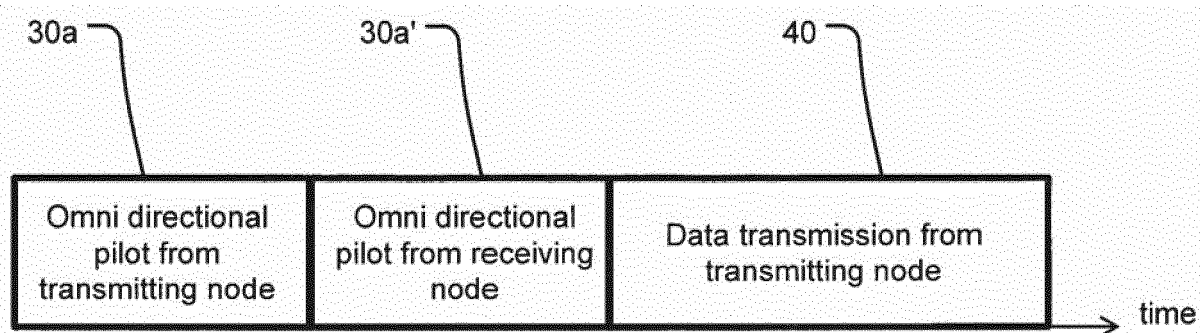 30a
30a'
40
Omni directional
pilot from
transmitting node
Omni directional
pilot from receiving
node
Data transmission from
transmitting node
time